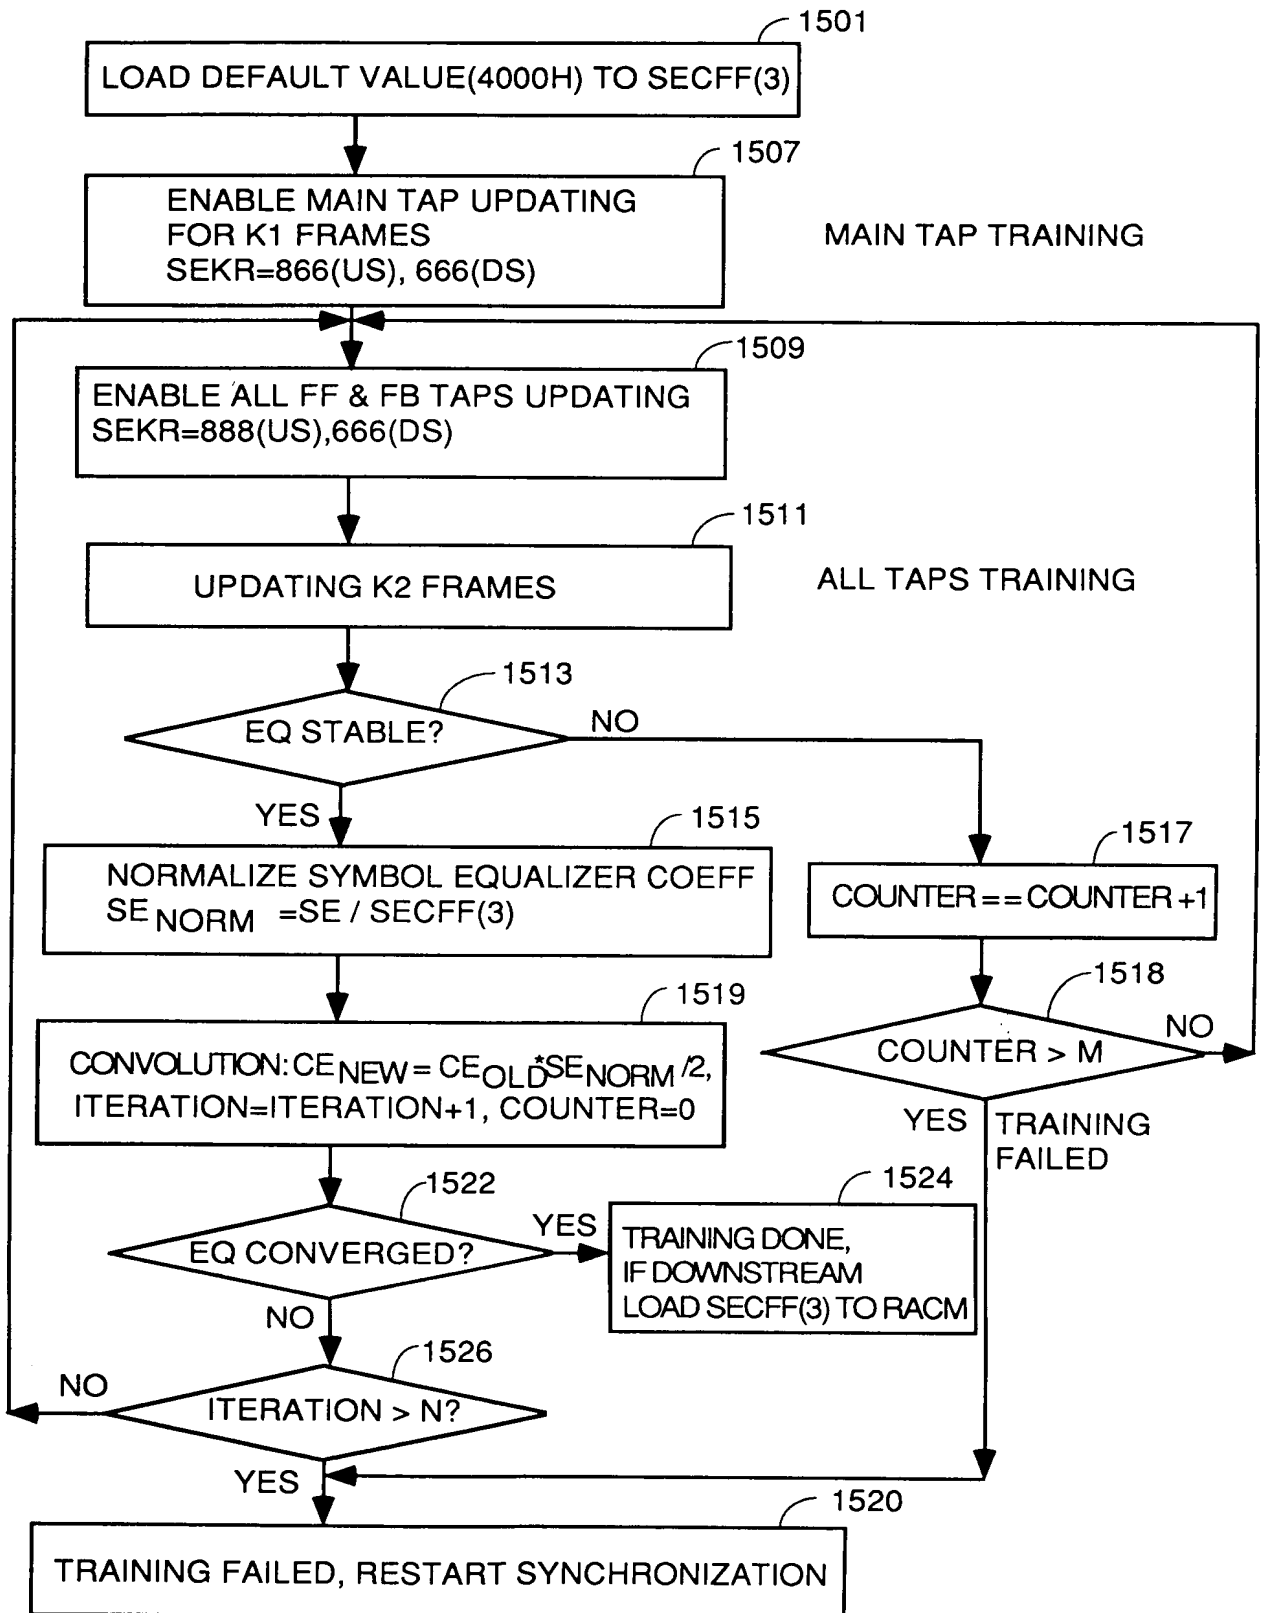 1501
LOAD DEFAULT VALUE(4000H) TO SECFF(3)
1507
ENABLE MAIN TAP UPDATING
FOR K1 FRAMES
SEKR=866(US), 666(DS)
MAIN TAP TRAINING
1509
ENABLE ALL FF & FB TAPS UPDATING
SEKR=888(US),666(DS)
1511
UPDATING K2 FRAMES
ALL TAPS TRAINING
1513
EQ STABLE?
NO
YES
1515
NORMALIZE SYMBOL EQUALIZER COEFF
SE NORM =SE / SECFF(3)
1517
COUNTER == COUNTER +1
1518
COUNTER > M
NO
YES
TRAINING
FAILED
1519
CONVOLUTION: CE NEW = CE OLD*SE NORM /2,
ITERATION=ITERATION+1, COUNTER=0
1522
EQ CONVERGED?
YES
NO
1524
TRAINING DONE,
IF DOWNSTREAM
LOAD SECFF(3) TO RACM
1526
ITERATION > N?
NO
YES
1520
TRAINING FAILED, RESTART SYNCHRONIZATION